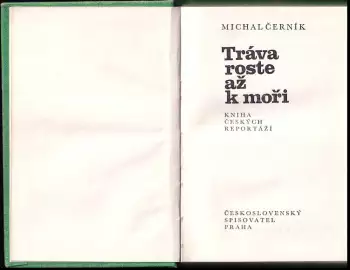 MICHAL ČERNÍK
Tráva
roste
až
k moři
KNIHA
ČESKÝCH
REPORTÁŽÍ
ČESKOSLOVENSKÝ
SPISOVATEL
PRAHA